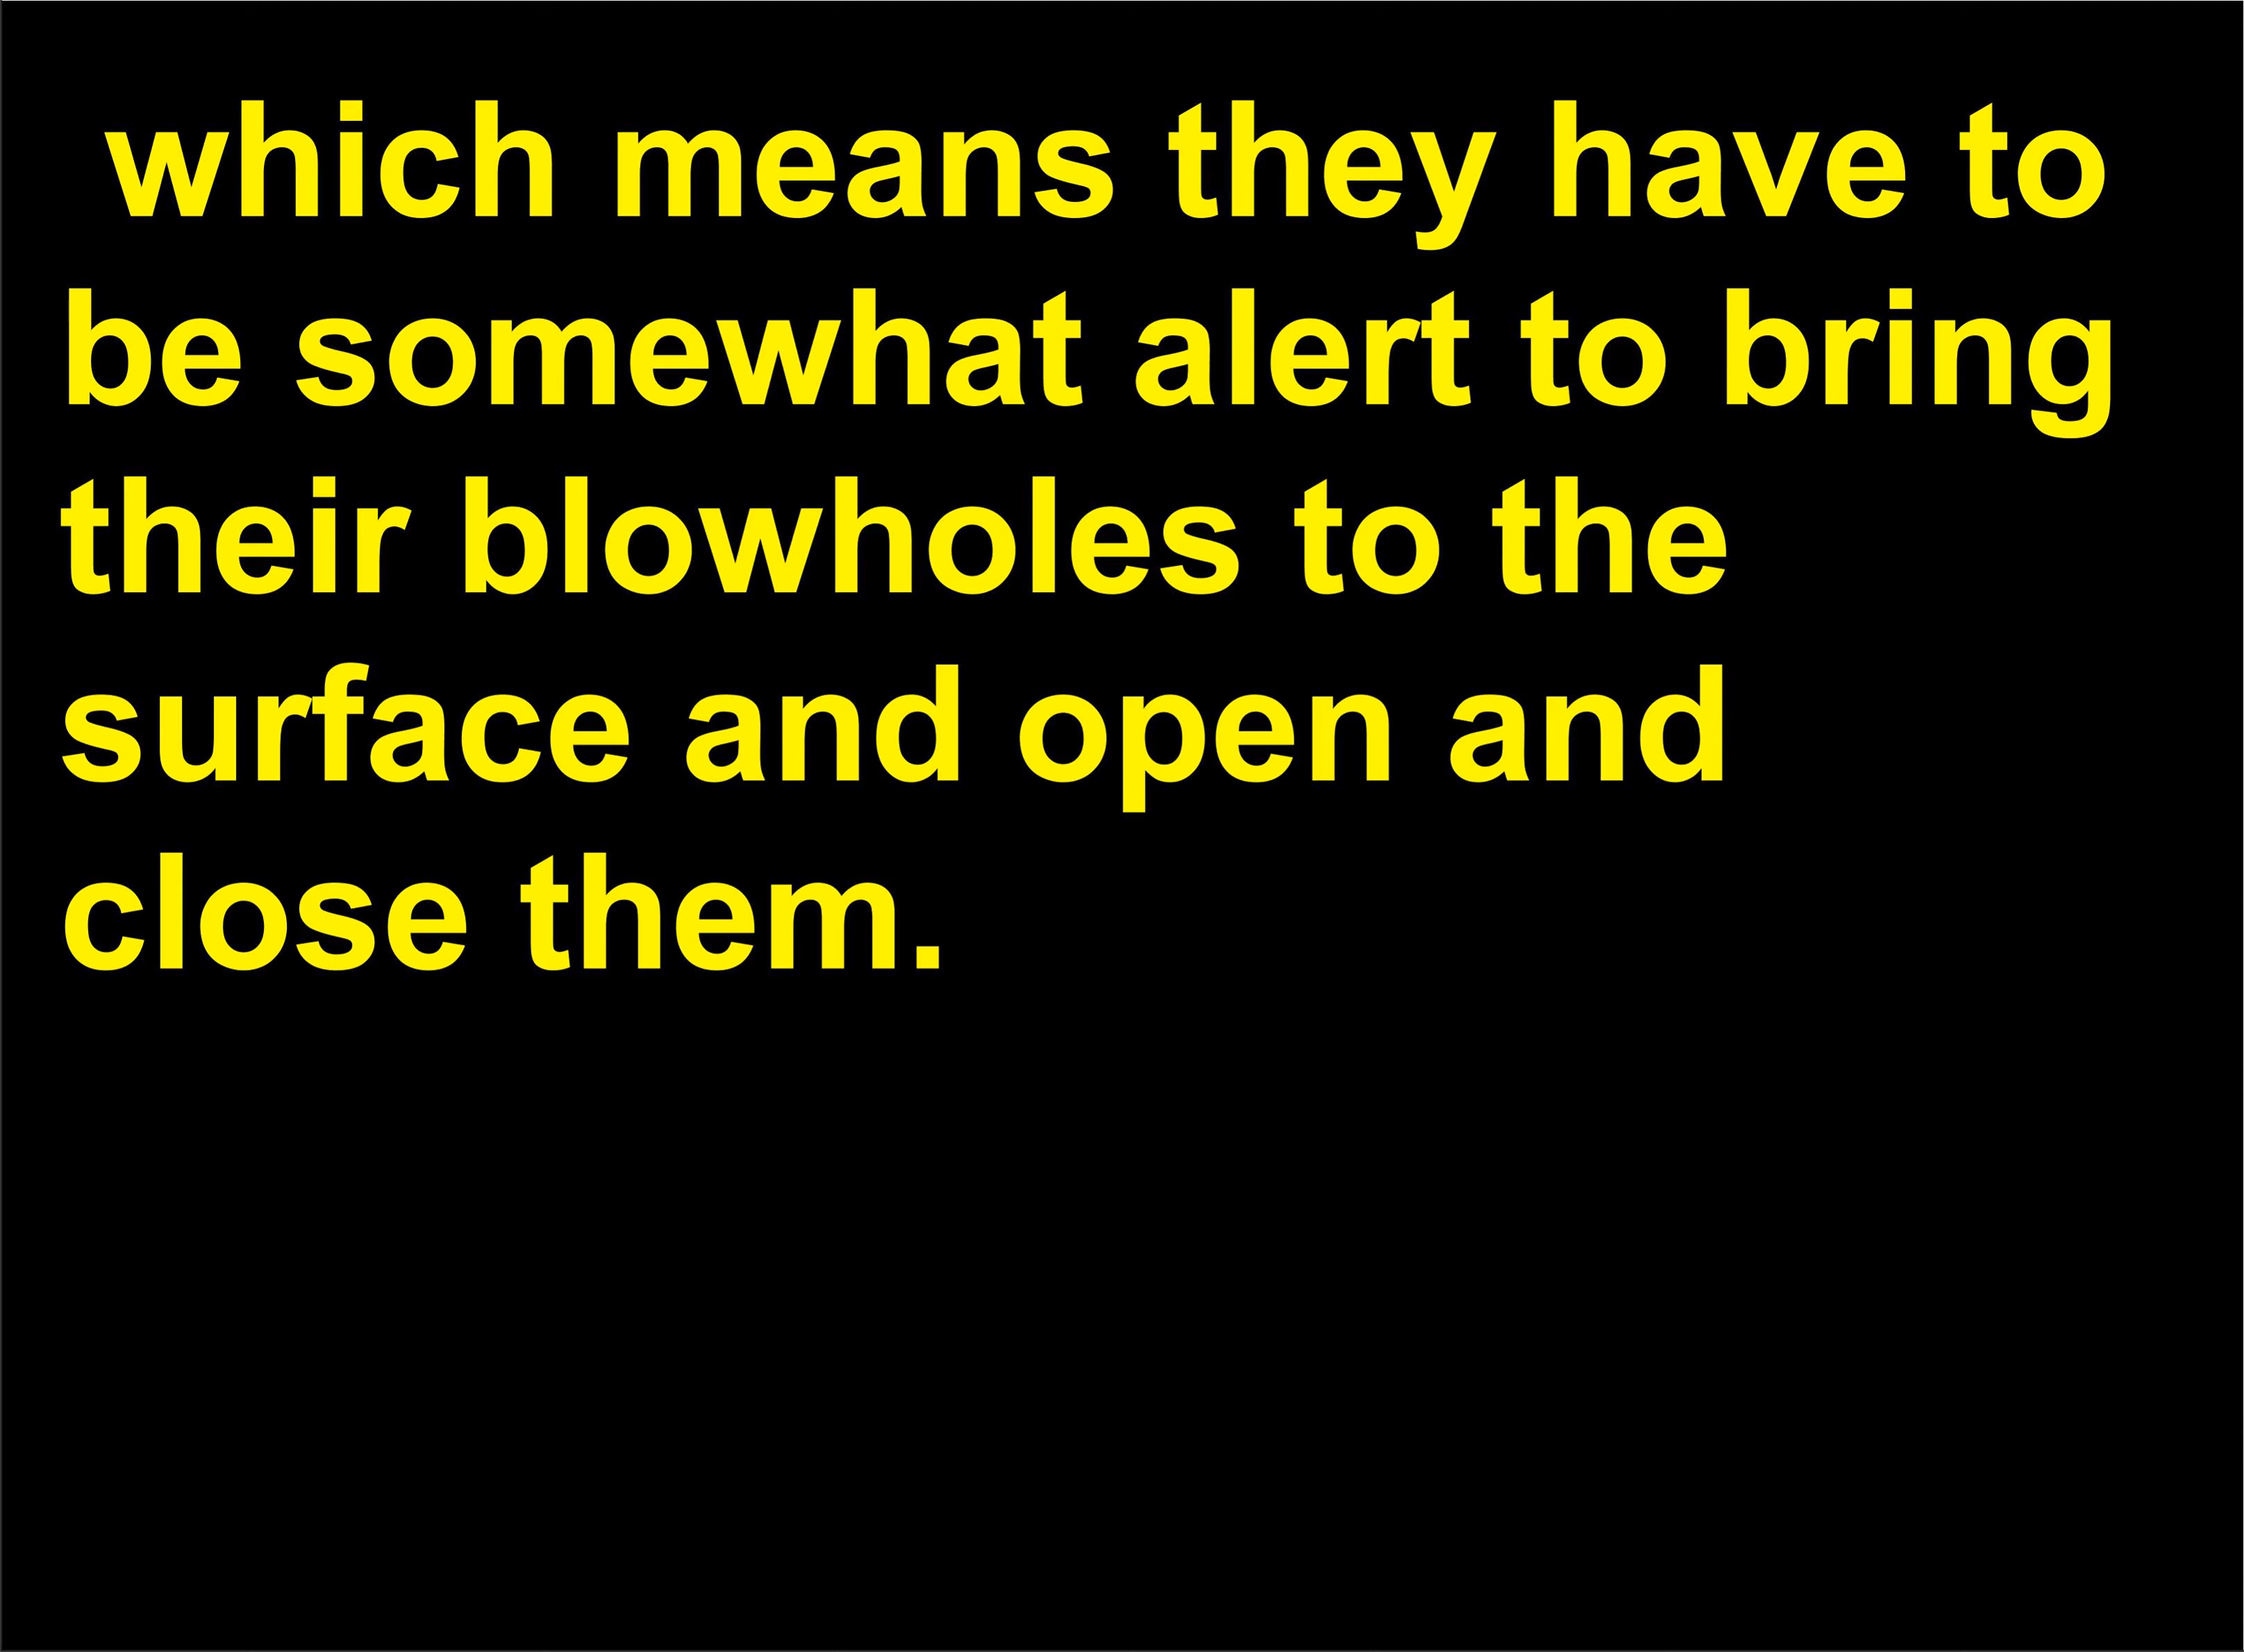 which means they have to
be somewhat alert to bring
their blowholes to the
surface and open and
close them.